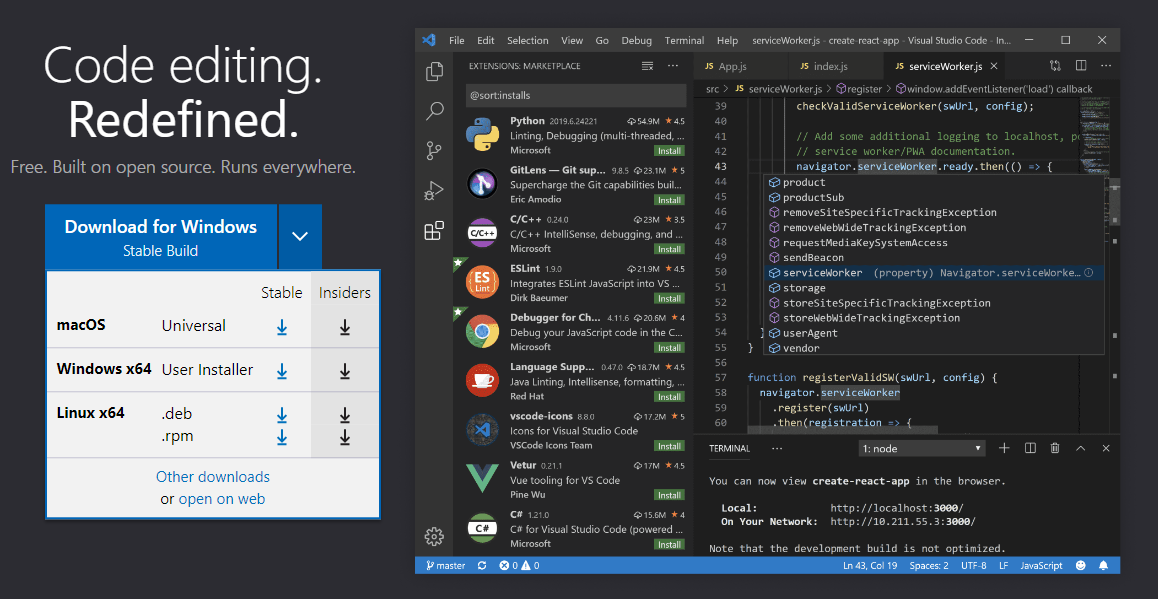 Code editing.
Redefined.
Free. Built on open source. Runs everywhere.
Download for Windows
Stable Build
Stable Insiders
macOS Universal
Windows x64 User Installer
Linux x64 .deb
.rpm
Other downloads
or open on web
File Edit Selection View Go Debug Terminal Help serviceWorker.js - create-react-app - Visual Studio Code - In...
EXTENSIONS: MARKETPLACE
@sort:installs
Python 2019.6.24221 54.9M 4.5
Linting, Debugging (multi-threaded, ...
Microsoft Install
GitLens — Git sup... 9.8.5 23.1M 5
Supercharge the Git capabilities buil...
Eric Amodio Install
C/C++
C/C++ 0.24.0 23M 3.5
C/C++ IntelliSense, debugging, and ...
Microsoft Install
ES
Lint
ESLint 1.9.0 21.9M 4.5
Integrates ESLint JavaScript into VS ...
Dirk Baeumer Install
Debugger for Ch... 4.11.6 20.6M 4
Debug your JavaScript code in the C...
Microsoft Install
Language Supp... 0.47.0 18.7M 4.5
Java Linting, Intellisense, formatting, ...
Red Hat Install
vscode-icons 8.8.0 17.2M 5
Icons for Visual Studio Code
VSCode Icons Team Install
Vetur 0.21.1 17M 4.5
Vue tooling for VS Code
Pine Wu Install
C#
C# 1.21.0 15.6M 4
C# for Visual Studio Code (powered ...
Microsoft Install
JS App.js JS index.js JS serviceWorker.js
src > JS serviceWorker.js > register > window.addEventListener('load') callback
39 checkValidServiceWorker(swUrl, config);
40
41 // Add some additional logging to localhost, po
42 // service worker/PWA documentation.
43 navigator.serviceWorker.ready.then(() => {
44 product
45 productSub
46 removeSiteSpecificTrackingException
47 removeWebWideTrackingException
48 requestMediaKeySystemAccess
49 sendBeacon
50 serviceWorker (property) Navigator.serviceWorke...
51 storage
52 storeSiteSpecificTrackingException
53 storeWebWideTrackingException
54 } userAgent
55 } vendor
56
57 function registerValidSW(swUrl, config) {
58 navigator.serviceWorker
59 .register(swUrl)
60 .then(registration => {
TERMINAL ... 1: node
You can now view create-react-app in the browser.
Local: http://localhost:3000/
On Your Network: http://10.211.55.3:3000/
Note that the development build is not optimized.
master 0 0 Ln 43, Col 19 Spaces: 2 UTF-8 LF JavaScript